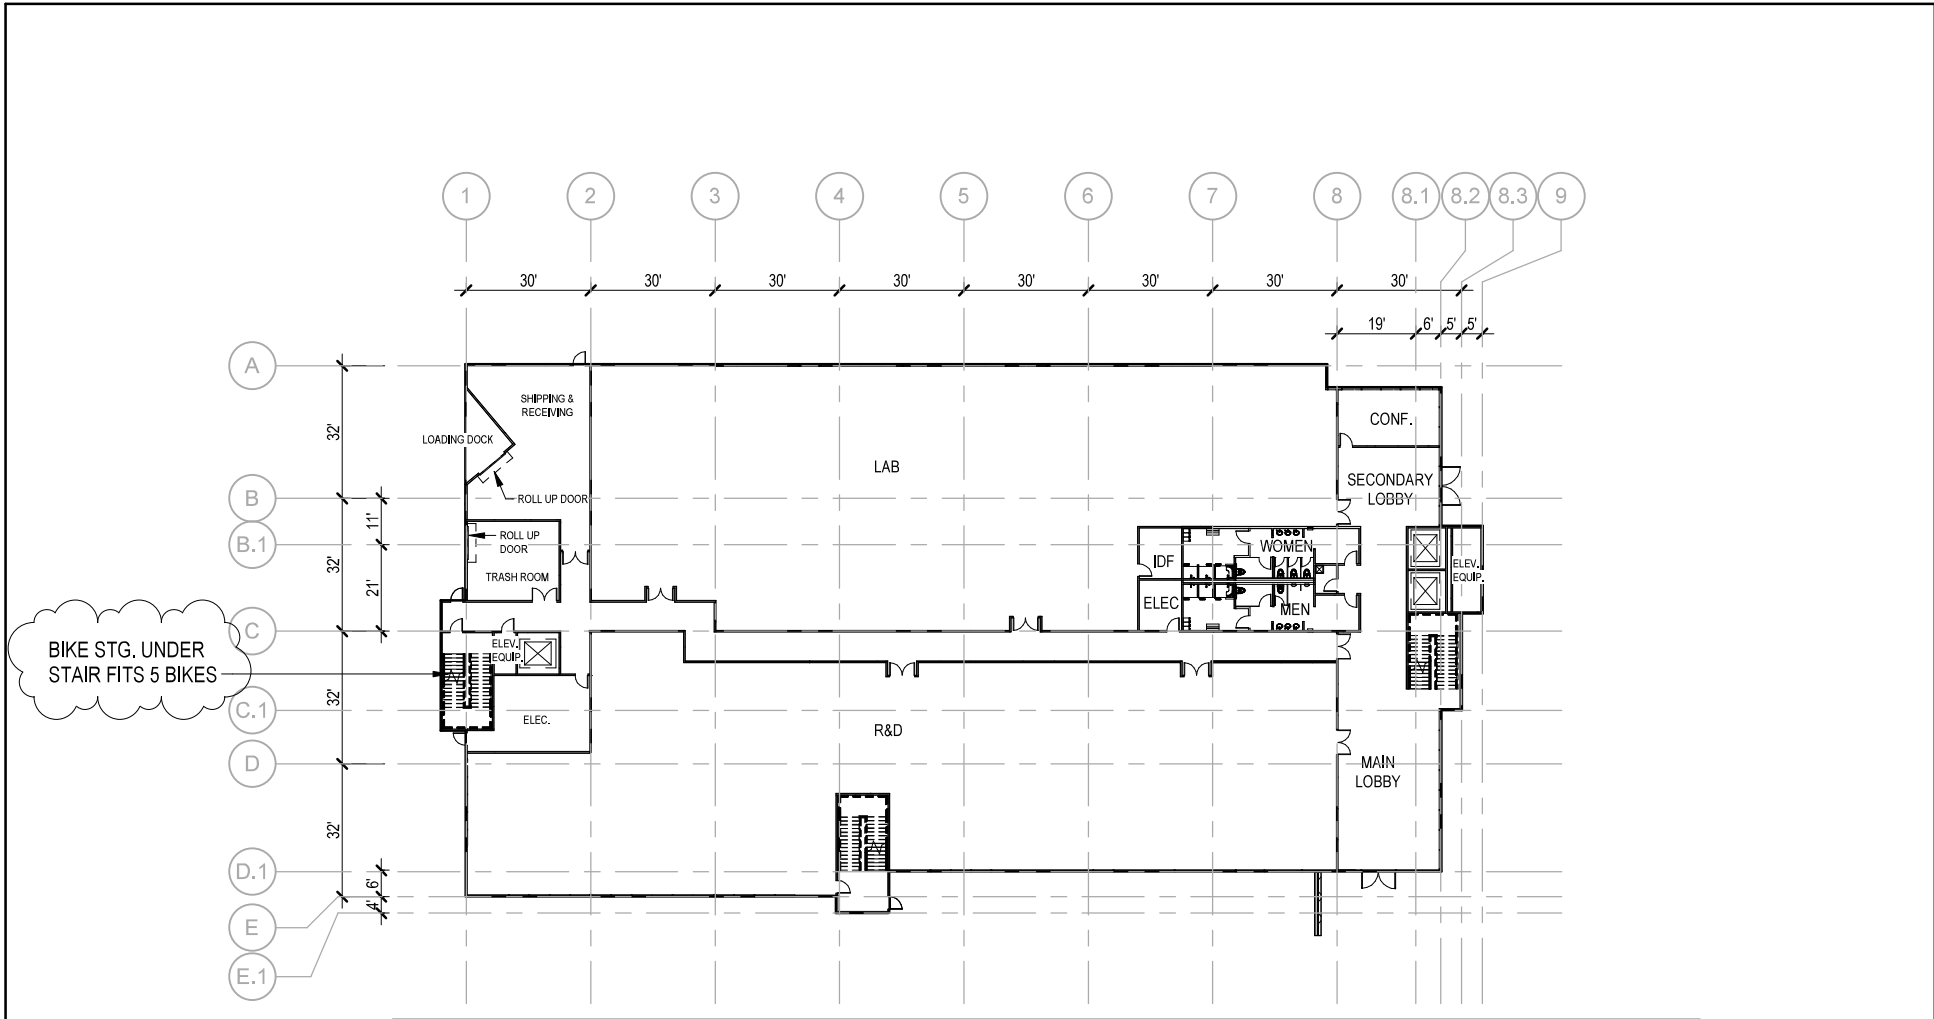 1
2
3
4
5
6
7
8
8.1
8.2
8.3
9
30'
30'
30'
30'
30'
30'
30'
30'
19'
6'
5'
5'
A
B
B.1
C
C.1
D
D.1
E
E.1
32'
11'
32'
21'
32'
32'
6'
4'
SHIPPING &
RECEIVING
LOADING DOCK
ROLL UP DOOR
ROLL UP
DOOR
TRASH ROOM
LAB
CONF.
SECONDARY
LOBBY
IDF
WOMEN
ELEC
MEN
ELEV.
EQUIP.
BIKE STG. UNDER
STAIR FITS 5 BIKES
ELEV.
EQUIP.
ELEC.
R&D
MAIN
LOBBY